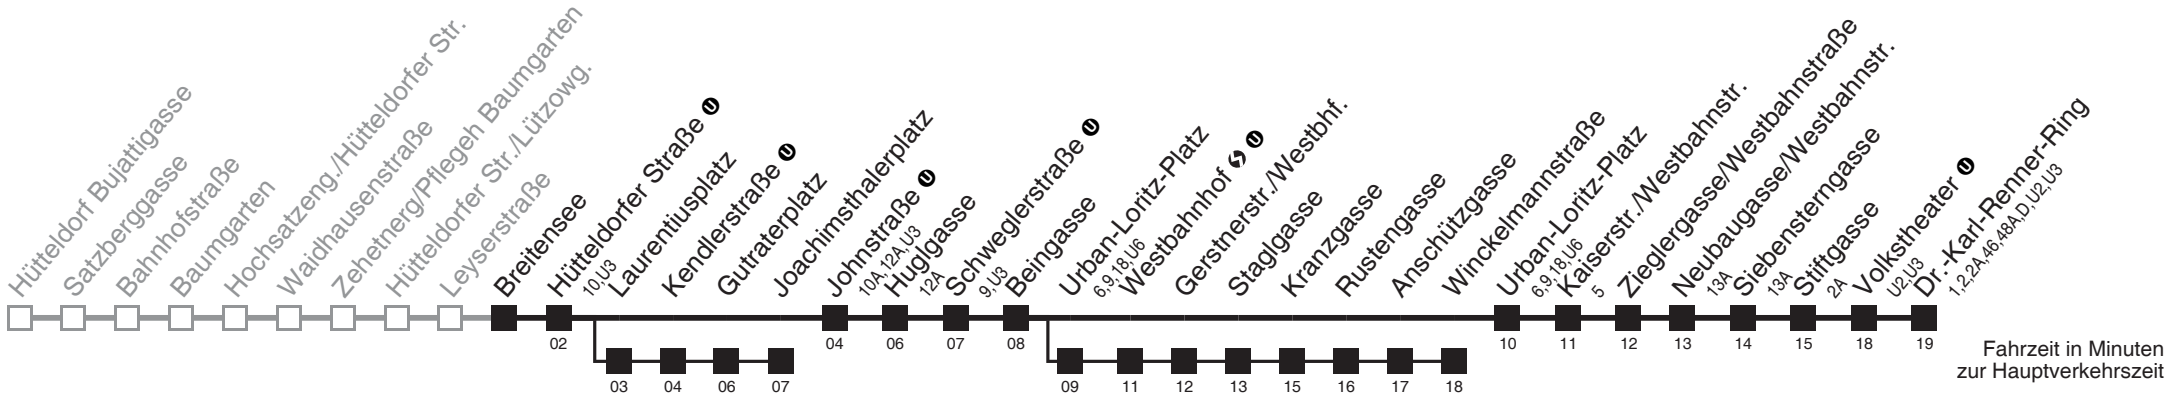 Hütteldorf Bujattigasse
Satzberggasse
Bahnhofstraße
Baumgarten
Hochsatzeng./Hütteldorfer Str.
Waidhausenstraße
Zehetnerg/Pflegeh Baumgarten
Hütteldorfer Str./Lützowg.
Leyserstraße
Breitensee
Hütteldorfer Straße U
10,U3
Laurentiusplatz
Kendlerstraße U
Gutraterplatz
Joachimsthalerplatz
Johnstraße U
10A,12A,U3
Huglgasse
12A
Schweglerstraße U
9,U3
Beingasse
Urban-Loritz-Platz
6,9,18,U6
Westbahnhof S U
Gerstnerstr./Westbhf.
Staglgasse
Kranzgasse
Rustengasse
Anschützgasse
Winckelmannstraße
Urban-Loritz-Platz
6,9,18,U6
Kaiserstr./Westbahnstr.
5
Zieglergasse/Westbahnstraße
Neubaugasse/Westbahnstr.
13A
Siebensterngasse
13A
Stiftgasse
2A
Volkstheater U
U2,U3
Dr.-Karl-Renner-Ring
1,2,2A,46,48A,D,U2,U3
02 04 06 07 08 10 11 12 13 14 15 18 19
03 04 06 07 09 11 12 13 15 16 17 18
Fahrzeit in Minuten
zur Hauptverkehrszeit